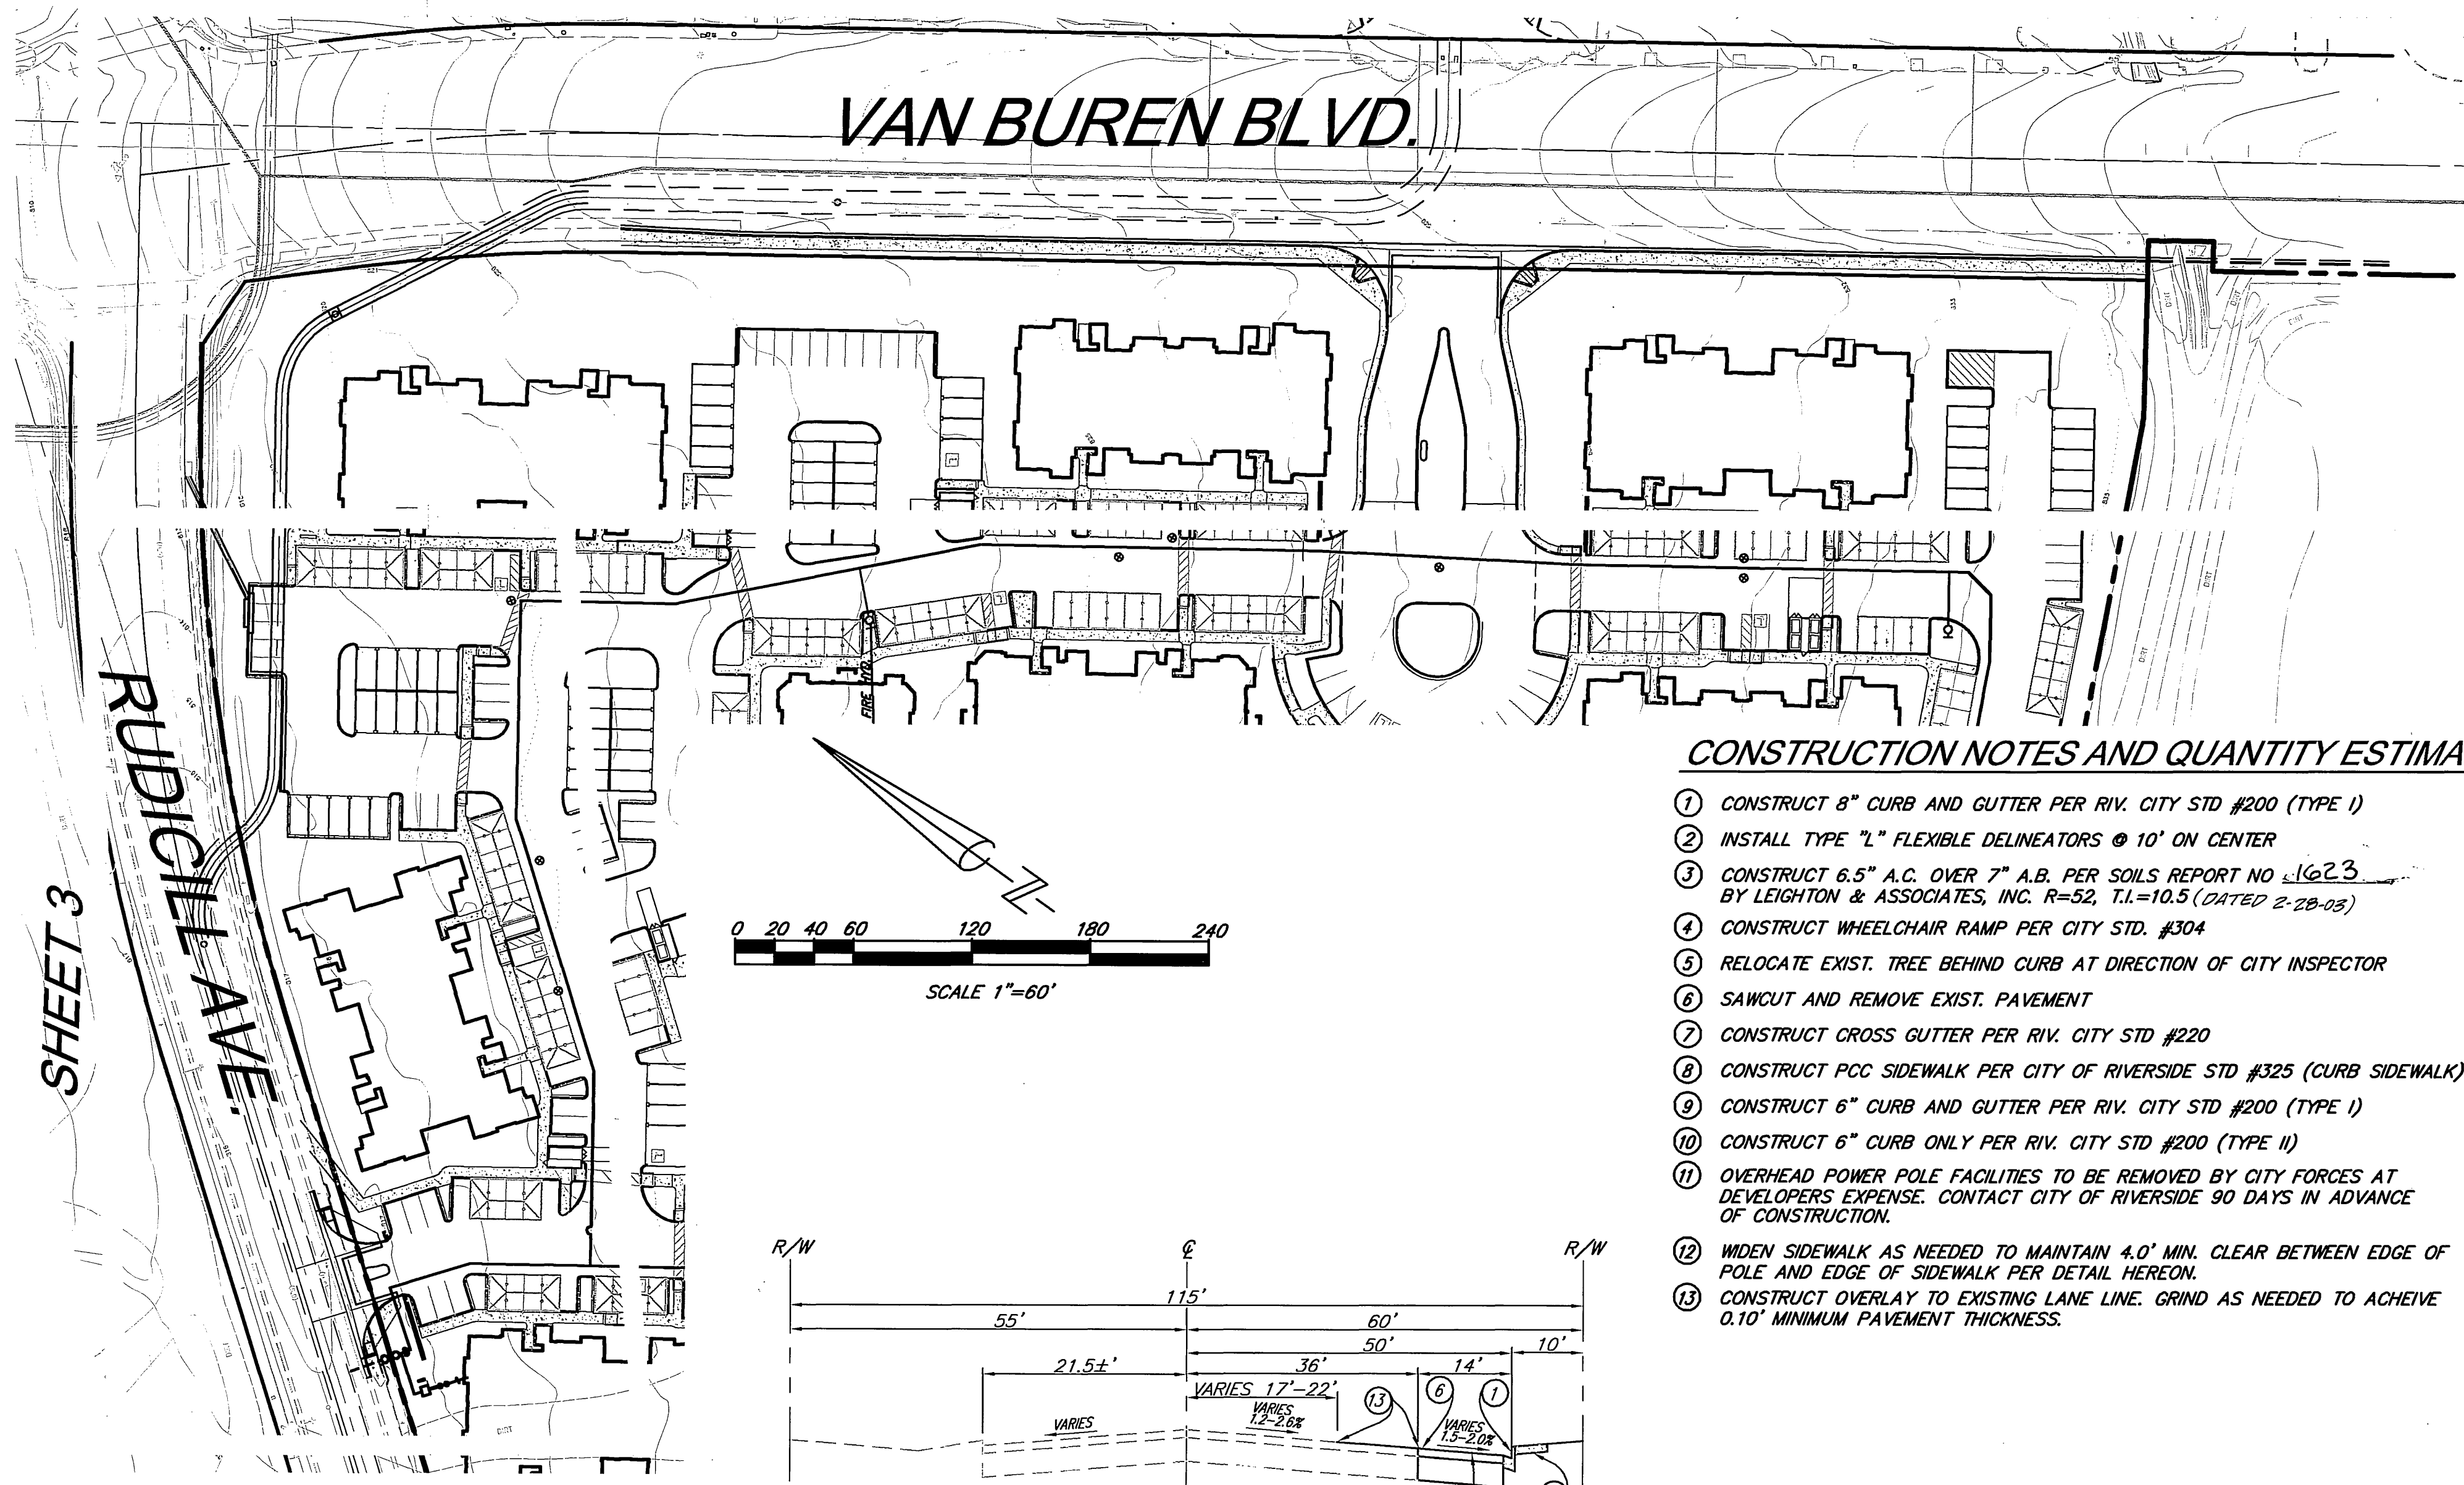 VAN BUREN BLVD.
RUDICILL AVE.
SHEET 3
FIRE HYD.
DIRT
DIRT
DIRT
DIRT
DIRT
DIRT
N
0 20 40 60 120 180 240
SCALE 1"=60'
CONSTRUCTION NOTES AND QUANTITY ESTIMA
1 CONSTRUCT 8" CURB AND GUTTER PER RIV. CITY STD #200 (TYPE I)
2 INSTALL TYPE "L" FLEXIBLE DELINEATORS @ 10' ON CENTER
3 CONSTRUCT 6.5" A.C. OVER 7" A.B. PER SOILS REPORT NO 1623
BY LEIGHTON & ASSOCIATES, INC. R=52, T.I.=10.5 (DATED 2-28-03)
4 CONSTRUCT WHEELCHAIR RAMP PER CITY STD. #304
5 RELOCATE EXIST. TREE BEHIND CURB AT DIRECTION OF CITY INSPECTOR
6 SAWCUT AND REMOVE EXIST. PAVEMENT
7 CONSTRUCT CROSS GUTTER PER RIV. CITY STD #220
8 CONSTRUCT PCC SIDEWALK PER CITY OF RIVERSIDE STD #325 (CURB SIDEWALK)
9 CONSTRUCT 6" CURB AND GUTTER PER RIV. CITY STD #200 (TYPE I)
10 CONSTRUCT 6" CURB ONLY PER RIV. CITY STD #200 (TYPE II)
11 OVERHEAD POWER POLE FACILITIES TO BE REMOVED BY CITY FORCES AT
DEVELOPERS EXPENSE. CONTACT CITY OF RIVERSIDE 90 DAYS IN ADVANCE
OF CONSTRUCTION.
12 WIDEN SIDEWALK AS NEEDED TO MAINTAIN 4.0' MIN. CLEAR BETWEEN EDGE OF
POLE AND EDGE OF SIDEWALK PER DETAIL HEREON.
13 CONSTRUCT OVERLAY TO EXISTING LANE LINE. GRIND AS NEEDED TO ACHEIVE
0.10' MINIMUM PAVEMENT THICKNESS.
R/W ℄ R/W
115'
55' 60'
50' 10'
21.5±' 36' 14'
VARIES 17'-22' 13 6 1
VARIES VARIES
1.2-2.6%
VARIES
1.5-2.0%